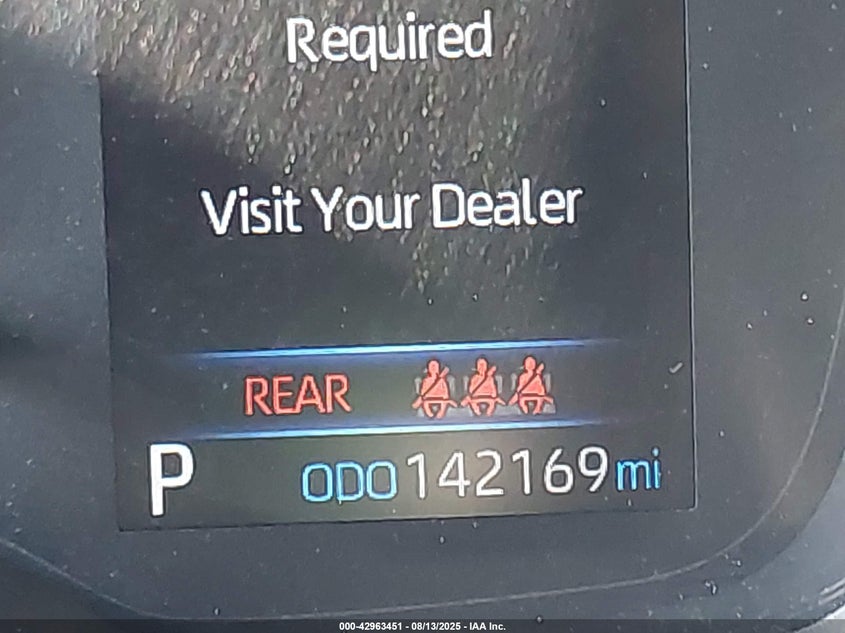 Required
Visit Your Dealer
REAR
P ODO 142169 mi
000-42963451 - 08/13/2025 - IAA Inc.